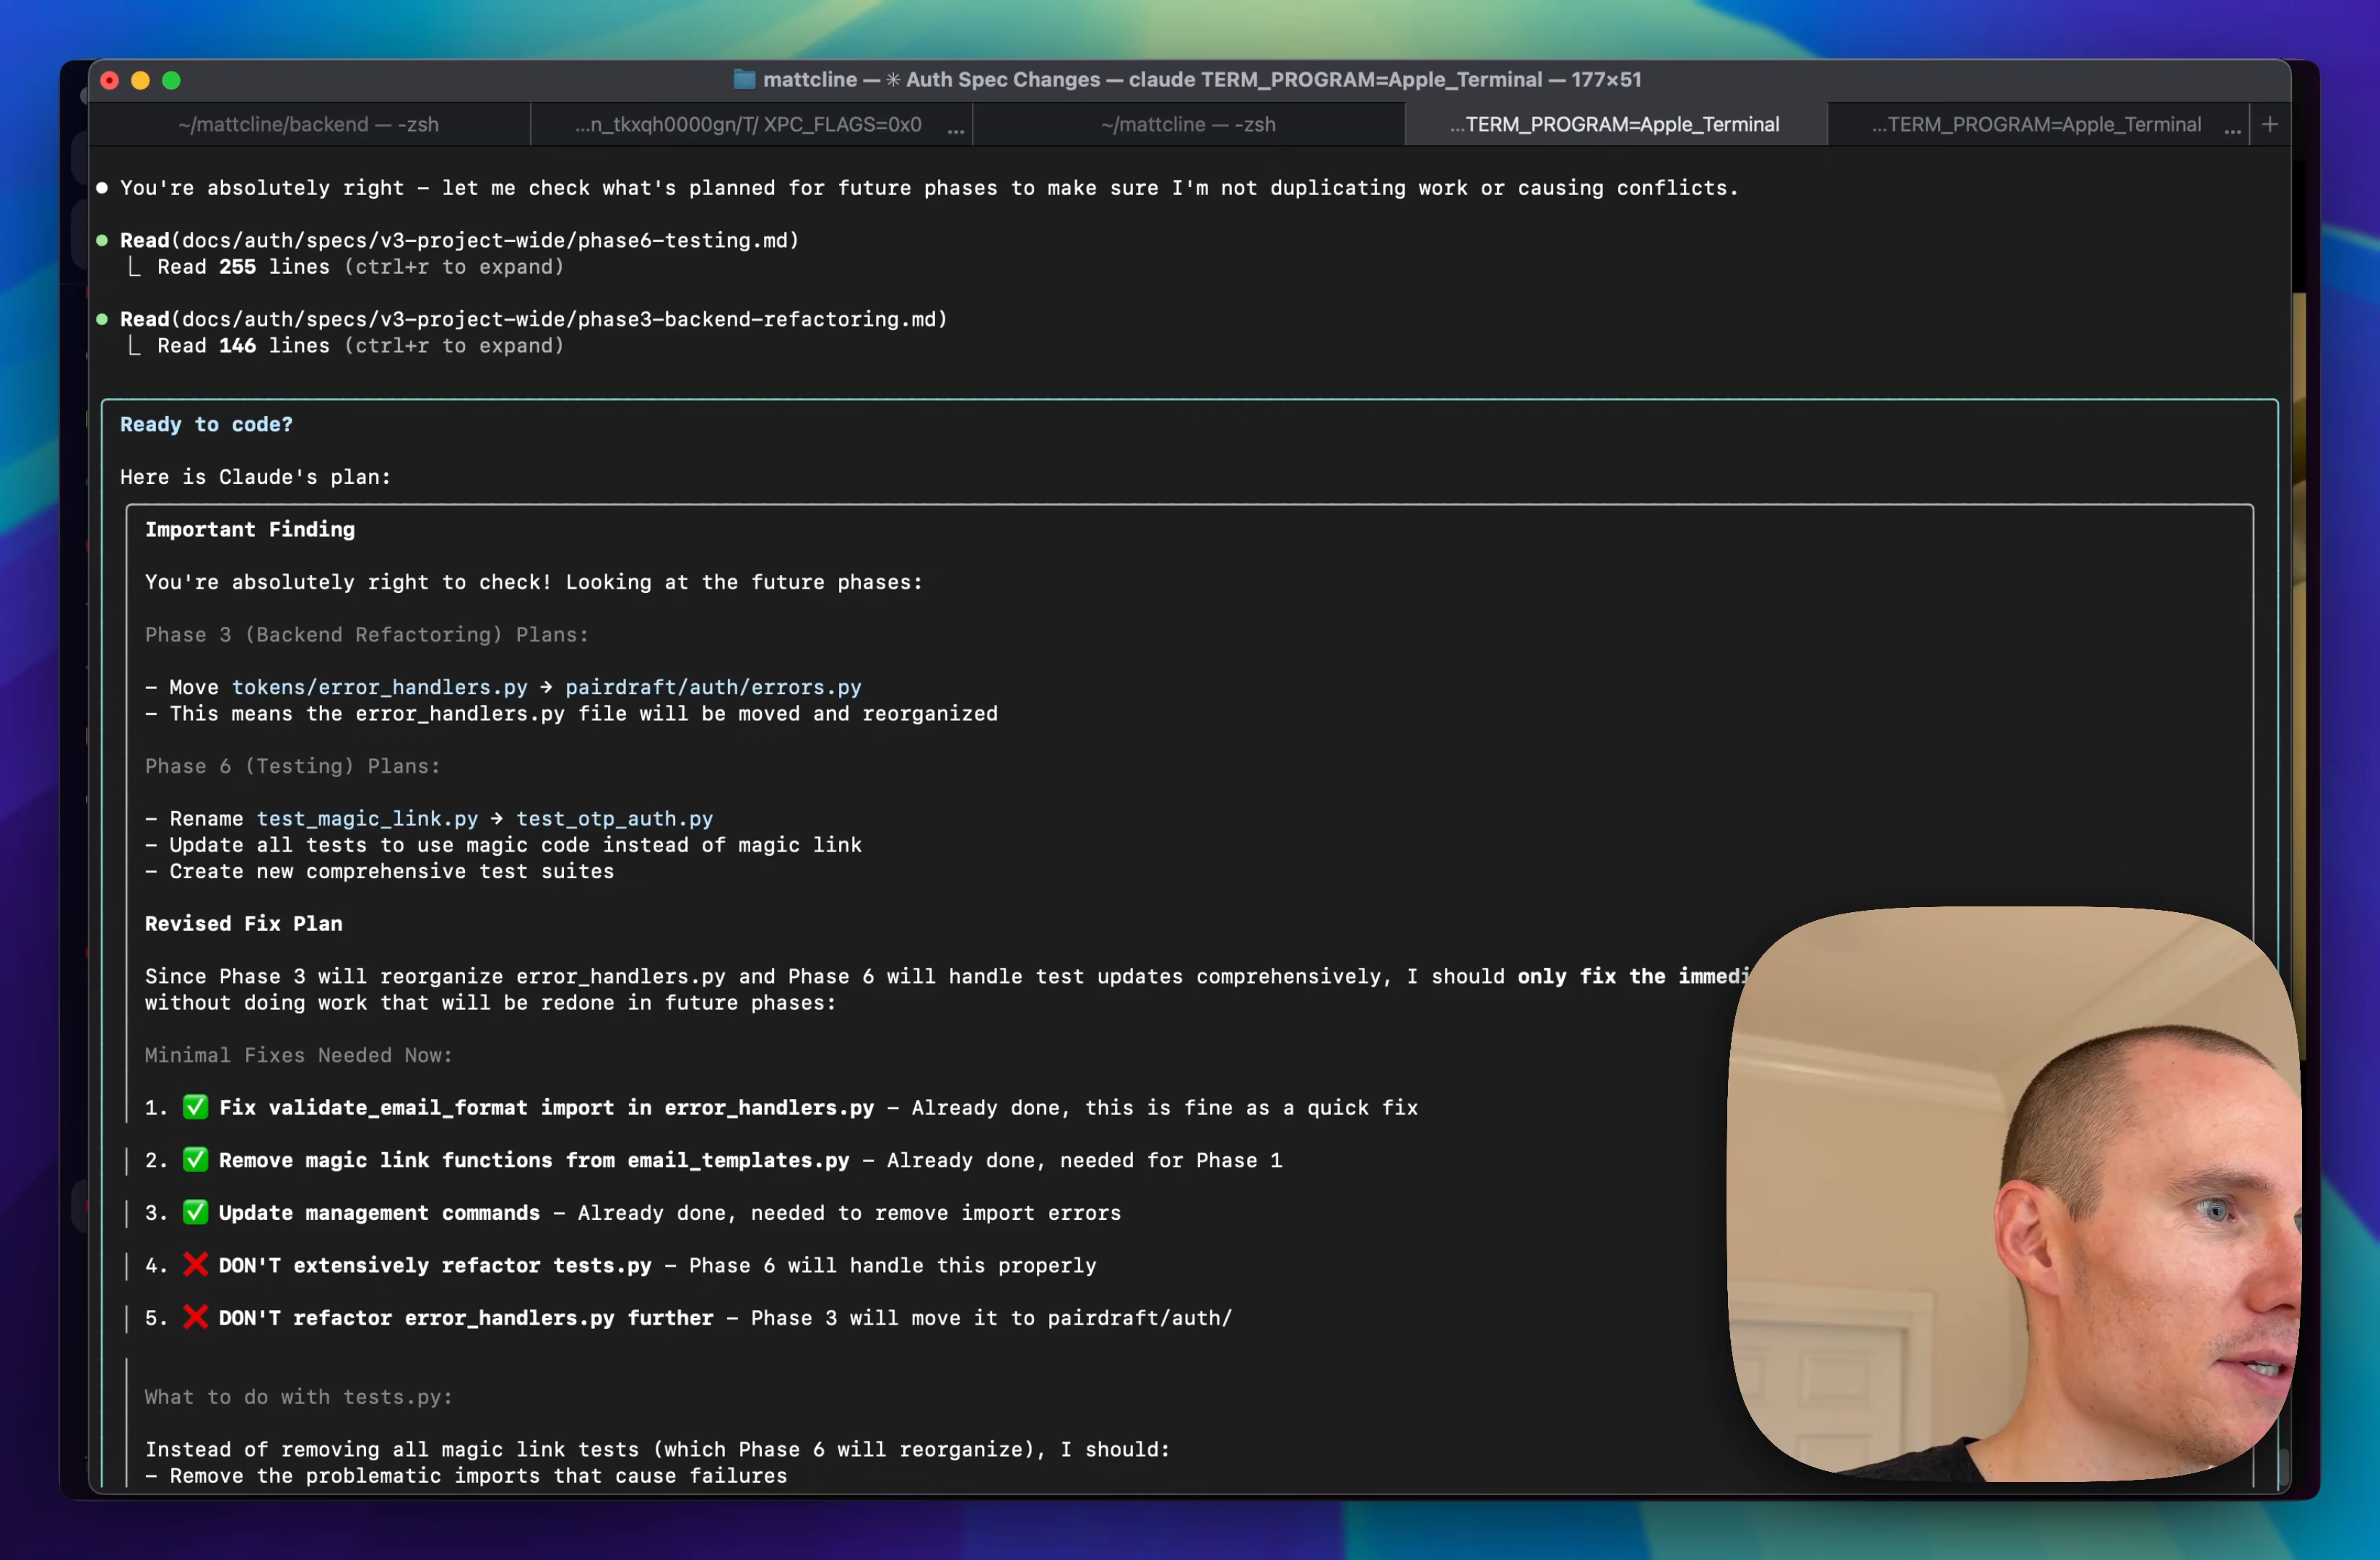 mattcline — ✳ Auth Spec Changes — claude TERM_PROGRAM=Apple_Terminal — 177×51
~/mattcline/backend — -zsh
...n_tkxqh0000gn/T/ XPC_FLAGS=0x0 ...
~/mattcline — -zsh
...TERM_PROGRAM=Apple_Terminal
...TERM_PROGRAM=Apple_Terminal ... +
● You're absolutely right – let me check what's planned for future phases to make sure I'm not duplicating work or causing conflicts.
● Read(docs/auth/specs/v3-project-wide/phase6-testing.md)
⎿ Read 255 lines (ctrl+r to expand)
● Read(docs/auth/specs/v3-project-wide/phase3-backend-refactoring.md)
⎿ Read 146 lines (ctrl+r to expand)
Ready to code?
Here is Claude's plan:
Important Finding
You're absolutely right to check! Looking at the future phases:
Phase 3 (Backend Refactoring) Plans:
– Move tokens/error_handlers.py → pairdraft/auth/errors.py
– This means the error_handlers.py file will be moved and reorganized
Phase 6 (Testing) Plans:
– Rename test_magic_link.py → test_otp_auth.py
– Update all tests to use magic code instead of magic link
– Create new comprehensive test suites
Revised Fix Plan
Since Phase 3 will reorganize error_handlers.py and Phase 6 will handle test updates comprehensively, I should only fix the immedi
without doing work that will be redone in future phases:
Minimal Fixes Needed Now:
1. ✅ Fix validate_email_format import in error_handlers.py – Already done, this is fine as a quick fix
2. ✅ Remove magic link functions from email_templates.py – Already done, needed for Phase 1
3. ✅ Update management commands – Already done, needed to remove import errors
4. ❌ DON'T extensively refactor tests.py – Phase 6 will handle this properly
5. ❌ DON'T refactor error_handlers.py further – Phase 3 will move it to pairdraft/auth/
What to do with tests.py:
Instead of removing all magic link tests (which Phase 6 will reorganize), I should:
– Remove the problematic imports that cause failures